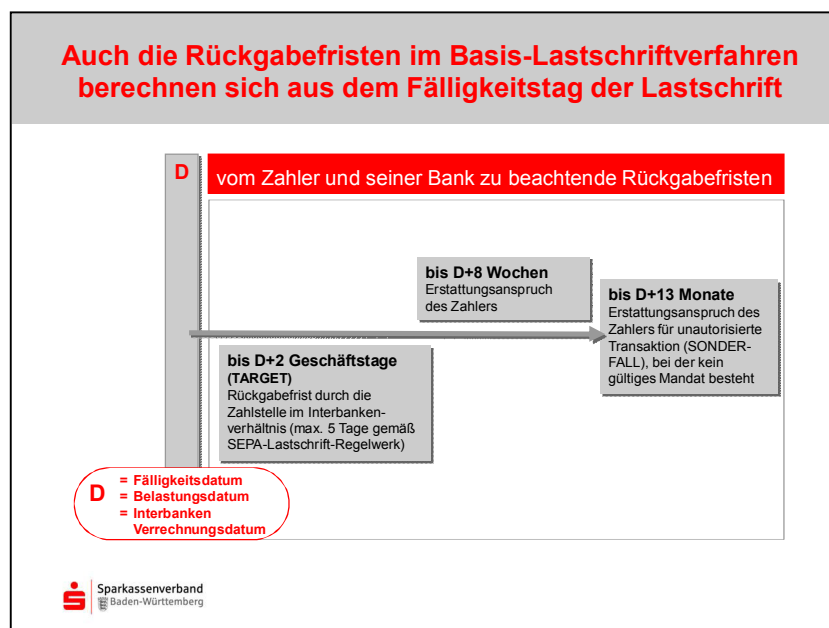 Auch die Rückgabefristen im Basis-Lastschriftverfahren
berechnen sich aus dem Fälligkeitstag der Lastschrift
D
vom Zahler und seiner Bank zu beachtende Rückgabefristen
bis D+8 Wochen
Erstattungsanspruch
des Zahlers
bis D+13 Monate
Erstattungsanspruch des
Zahlers für unautorisierte
Transaktion (SONDER-
FALL), bei der kein
gültiges Mandat besteht
bis D+2 Geschäftstage
(TARGET)
Rückgabefrist durch die
Zahlstelle im Interbanken-
verhältnis (max. 5 Tage gemäß
SEPA-Lastschrift-Regelwerk)
D
= Fälligkeitsdatum
= Belastungsdatum
= Interbanken
Verrechnungsdatum
Sparkassenverband
Baden-Württemberg